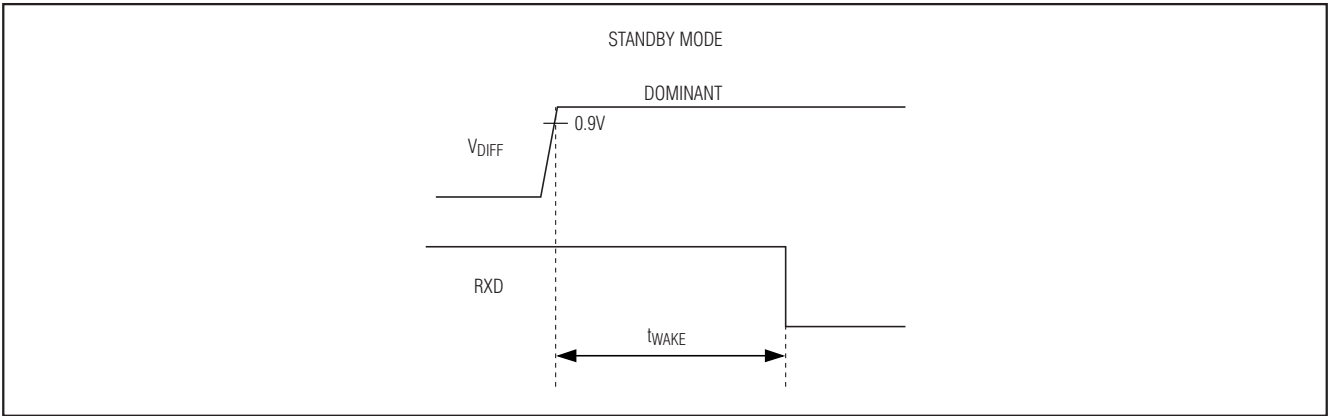 STANDBY MODE
DOMINANT
0.9V
VDIFF
RXD
tWAKE